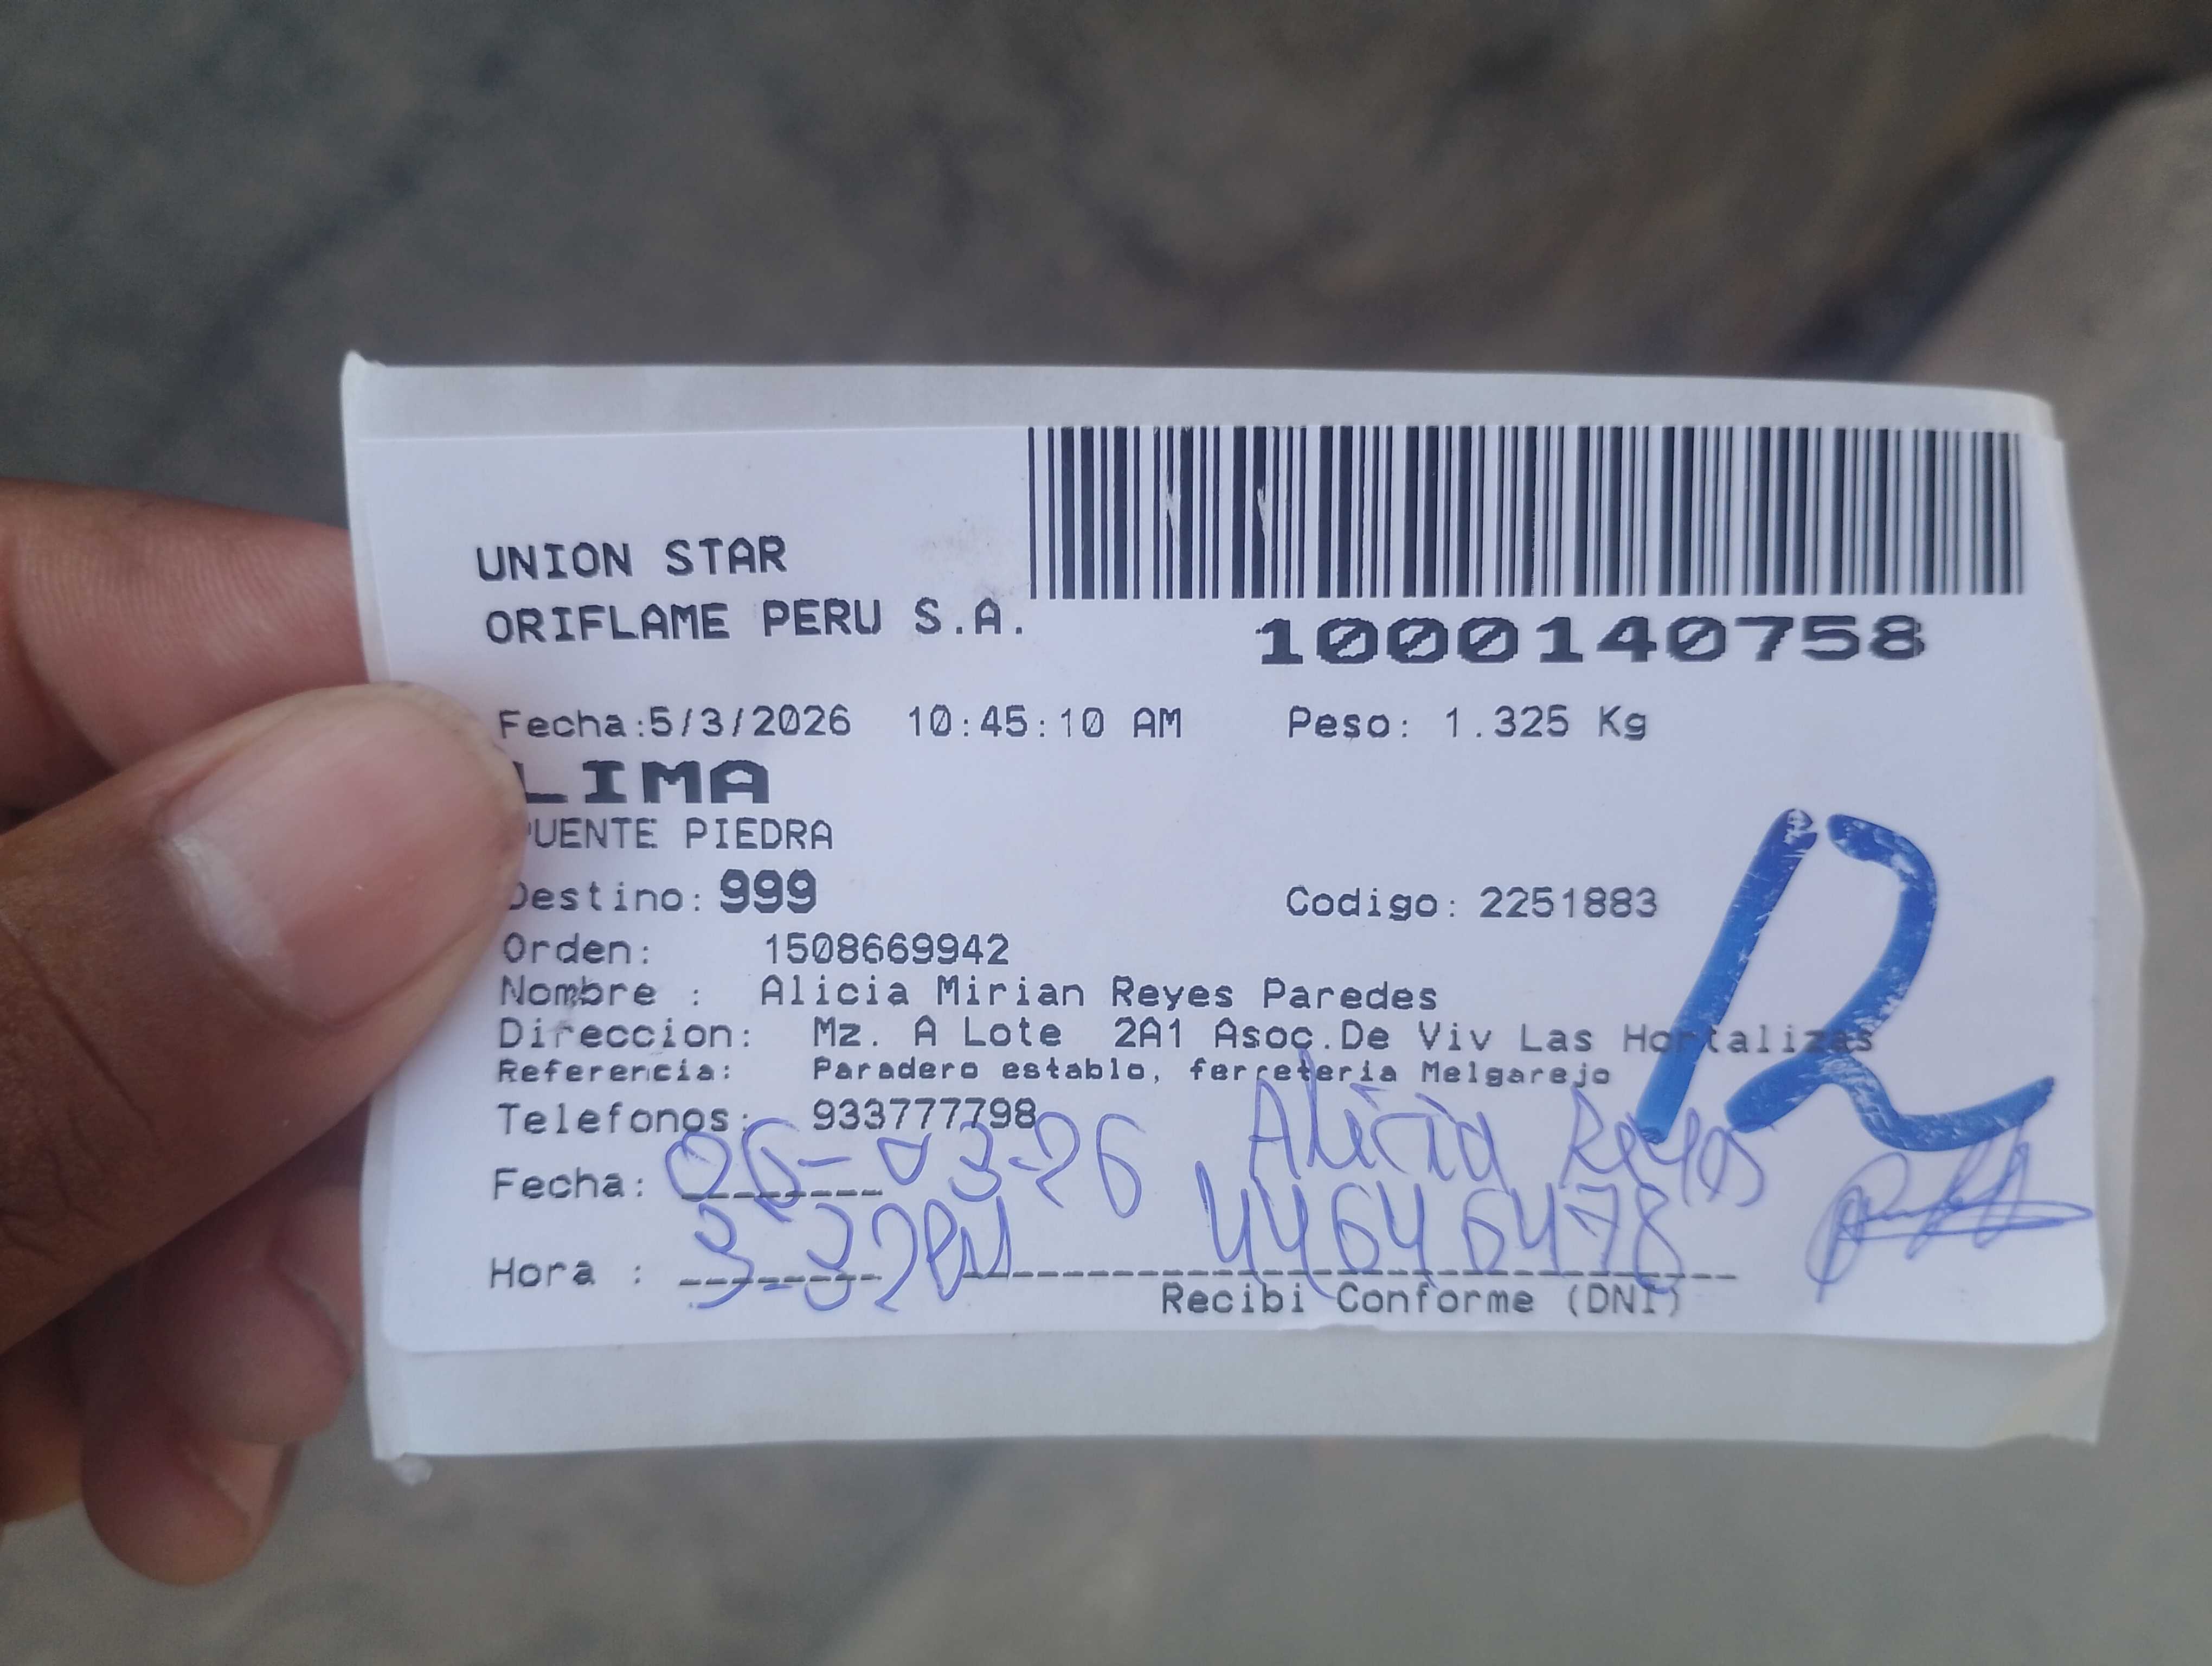 UNION STAR
ORIFLAME PERU S.A.
1000140758
Fecha:5/3/2026 10:45:10 AM Peso: 1.325 Kg
LIMA
PUENTE PIEDRA
Destino: 999 Codigo: 2251883
Orden: 1508669942
Nombre : Alicia Mirian Reyes Paredes
Direccion: Mz. A Lote 2A1 Asoc.De Viv Las Hortalizas
Referencia: Paradero establo, ferreteria Melgarejo
Telefonos: 933777798
Fecha: 06-03-26 Alicia Reyes
Hora : 3-32PM 44646478
Recibi Conforme (DNI)
R